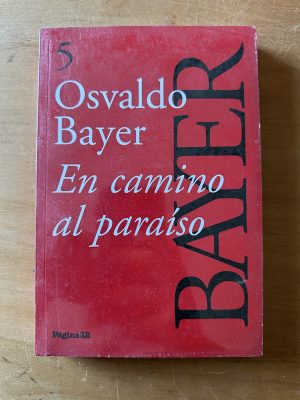 5
Osvaldo
Bayer
En camino
al paraíso
BAYER
Página12